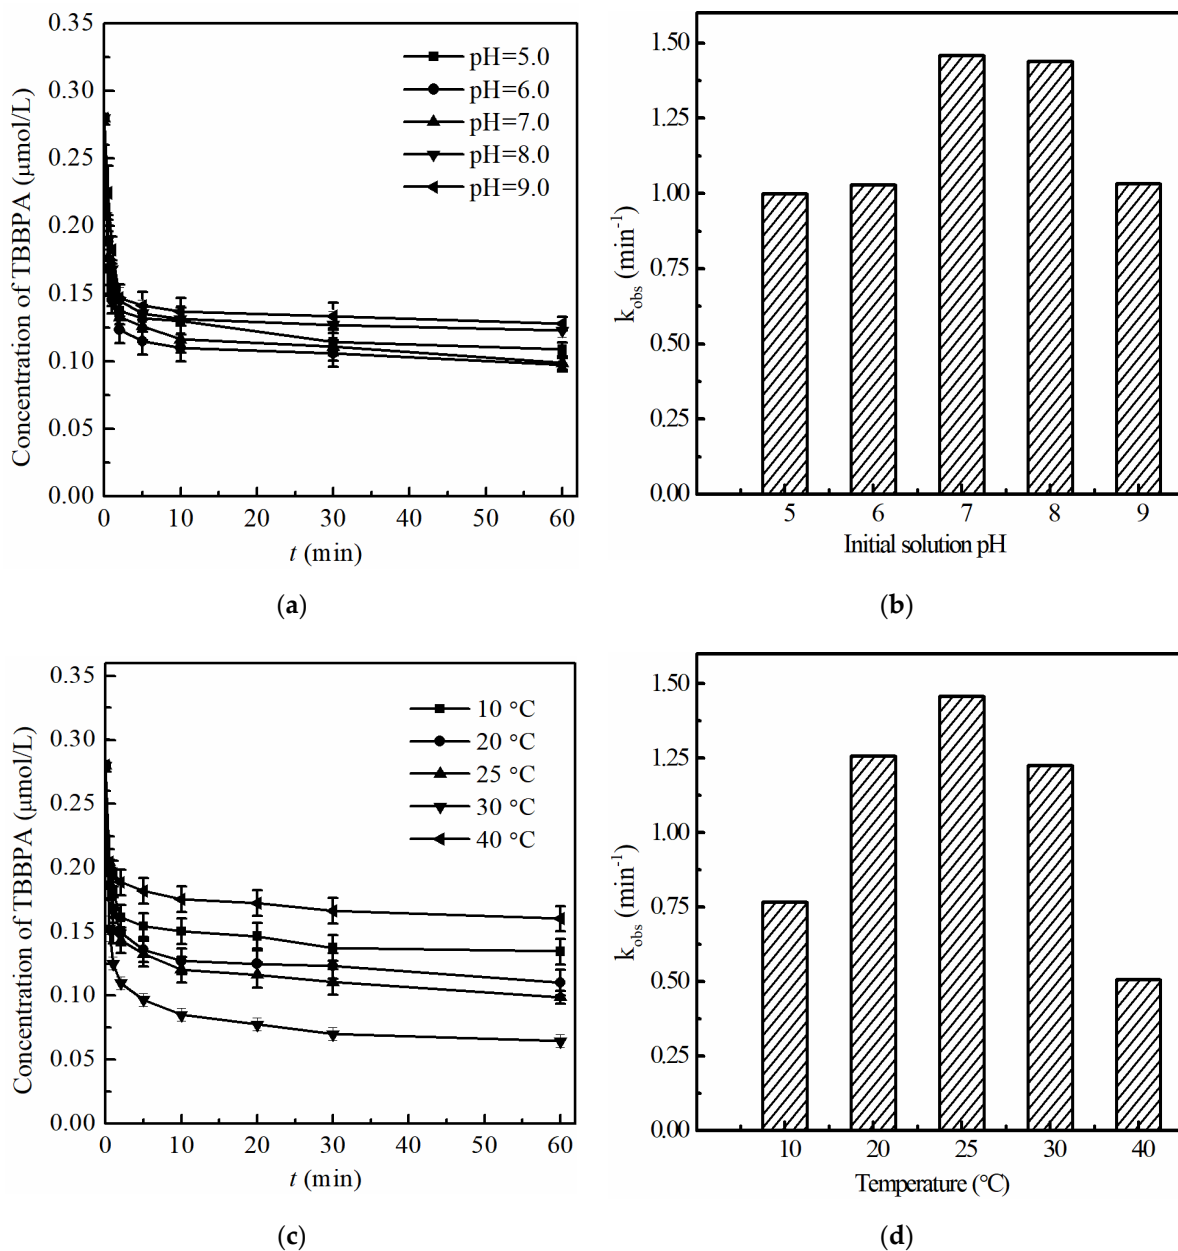 0.35
0.30
0.25
0.20
0.15
0.10
0.05
0.00
Concentration of TBBPA (μmol/L)
pH=5.0
pH=6.0
pH=7.0
pH=8.0
pH=9.0
0 10 20 30 40 50 60
t (min)
(a)
1.50
1.25
1.00
0.75
0.50
0.25
0.00
k_obs (min⁻¹)
5 6 7 8 9
Initial solution pH
(b)
0.35
0.30
0.25
0.20
0.15
0.10
0.05
0.00
Concentration of TBBPA (μmol/L)
10 °C
20 °C
25 °C
30 °C
40 °C
0 10 20 30 40 50 60
t (min)
(c)
1.50
1.25
1.00
0.75
0.50
0.25
0.00
k_obs (min⁻¹)
10 20 25 30 40
Temperature (°C)
(d)